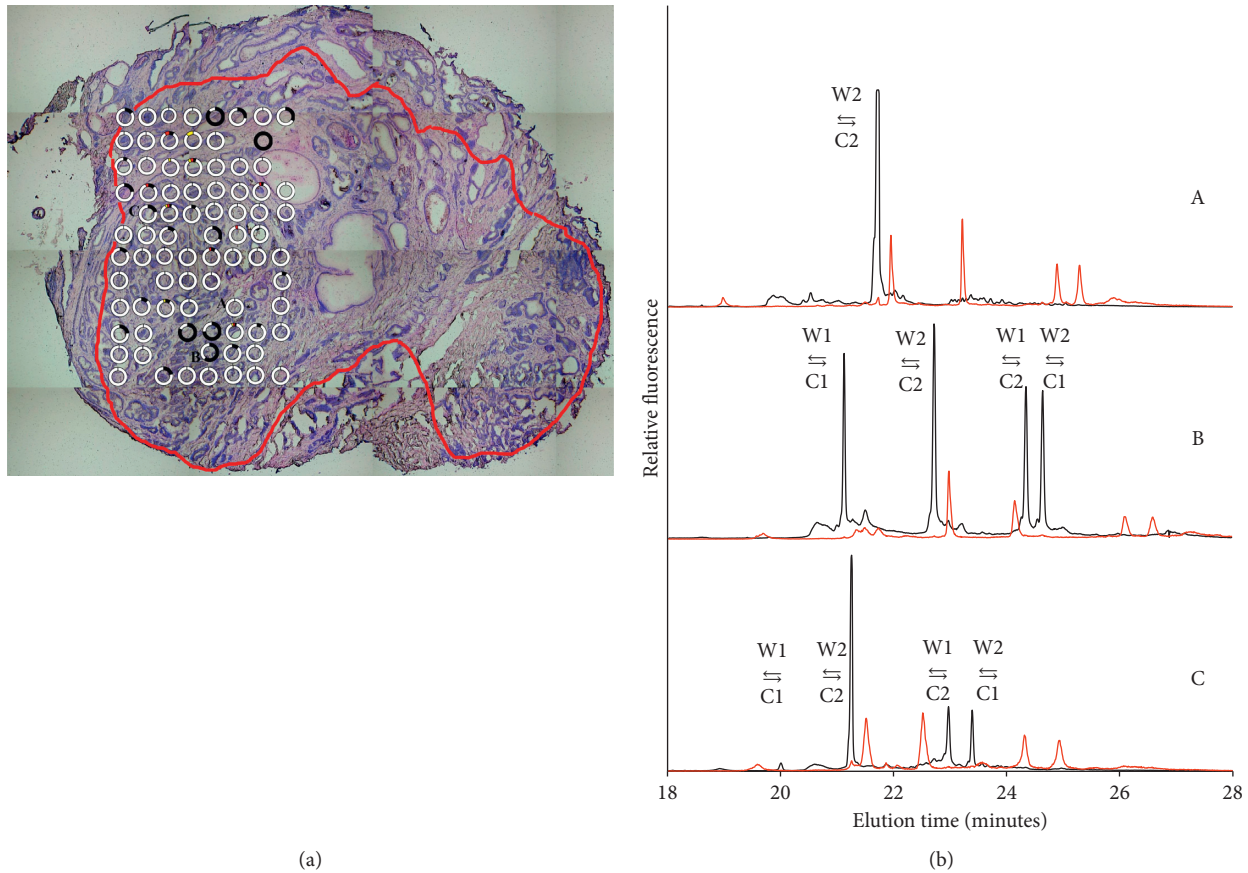 C
A
B
(a)
Relative fluorescence
W2
⇆
C2
A
W1
⇆
C1
W2
⇆
C2
W1
⇆
C2
W2
⇆
C1
B
W1
⇆
C1
W2
⇆
C2
W1
⇆
C2
W2
⇆
C1
C
18 20 22 24 26 28
Elution time (minutes)
(b)